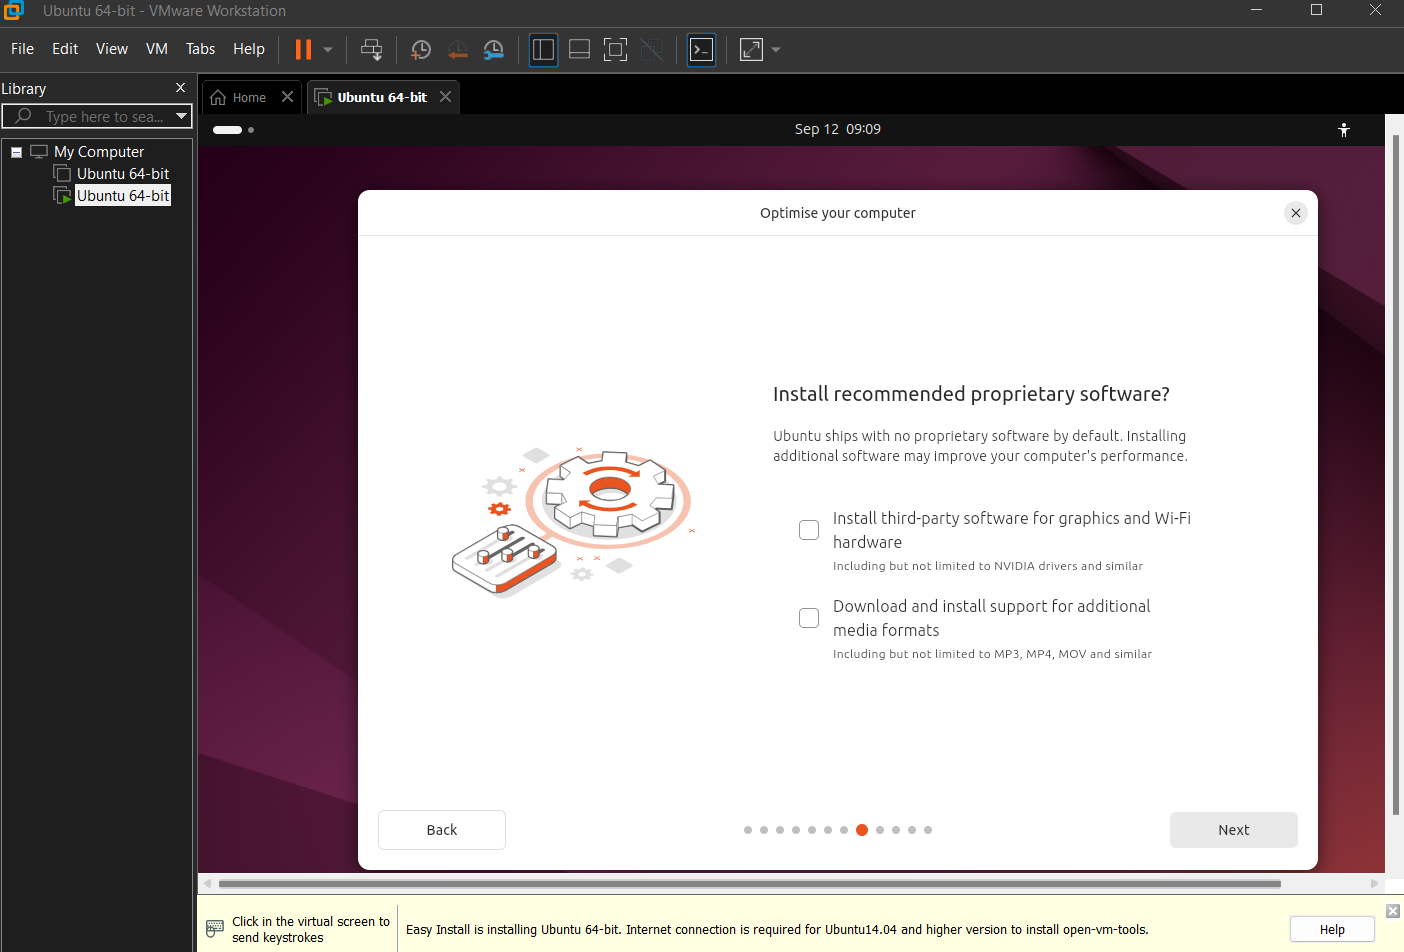 Ubuntu 64-bit - VMware Workstation
File Edit View VM Tabs Help
Library
Type here to sea...
My Computer
Ubuntu 64-bit
Ubuntu 64-bit
Home
Ubuntu 64-bit
Sep 12 09:09
Optimise your computer
Install recommended proprietary software?
Ubuntu ships with no proprietary software by default. Installing
additional software may improve your computer's performance.
Install third-party software for graphics and Wi-Fi
hardware
Including but not limited to NVIDIA drivers and similar
Download and install support for additional
media formats
Including but not limited to MP3, MP4, MOV and similar
Back
Next
Click in the virtual screen to
send keystrokes
Easy Install is installing Ubuntu 64-bit. Internet connection is required for Ubuntu14.04 and higher version to install open-vm-tools.
Help